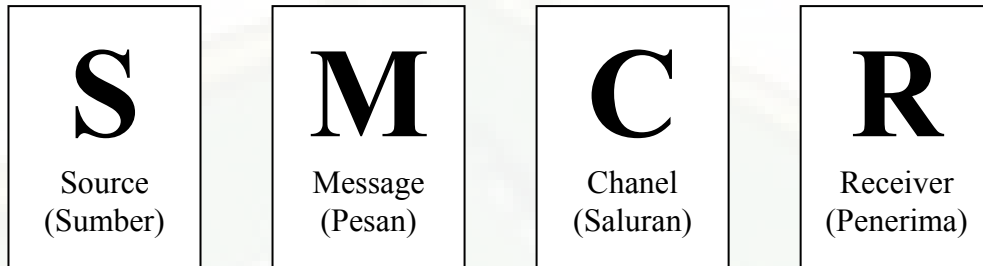 S M C R
Source Message Chanel Receiver
(Sumber) (Pesan) (Saluran) (Penerima)